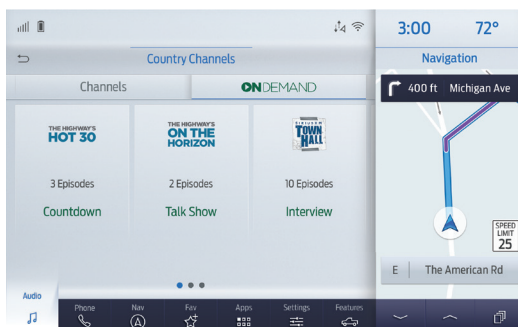 3:00
72°
Country Channels
Navigation
Channels
ONDEMAND
400 ft Michigan Ave
THE HIGHWAY'S
HOT 30
THE HIGHWAY'S
ON THE
HORIZON
SIRIUSXM
TOWN
HALL
3 Episodes
2 Episodes
10 Episodes
Countdown
Talk Show
Interview
SPEED
LIMIT
25
E The American Rd
Audio
Phone
Nav
Fav
Apps
Settings
Features